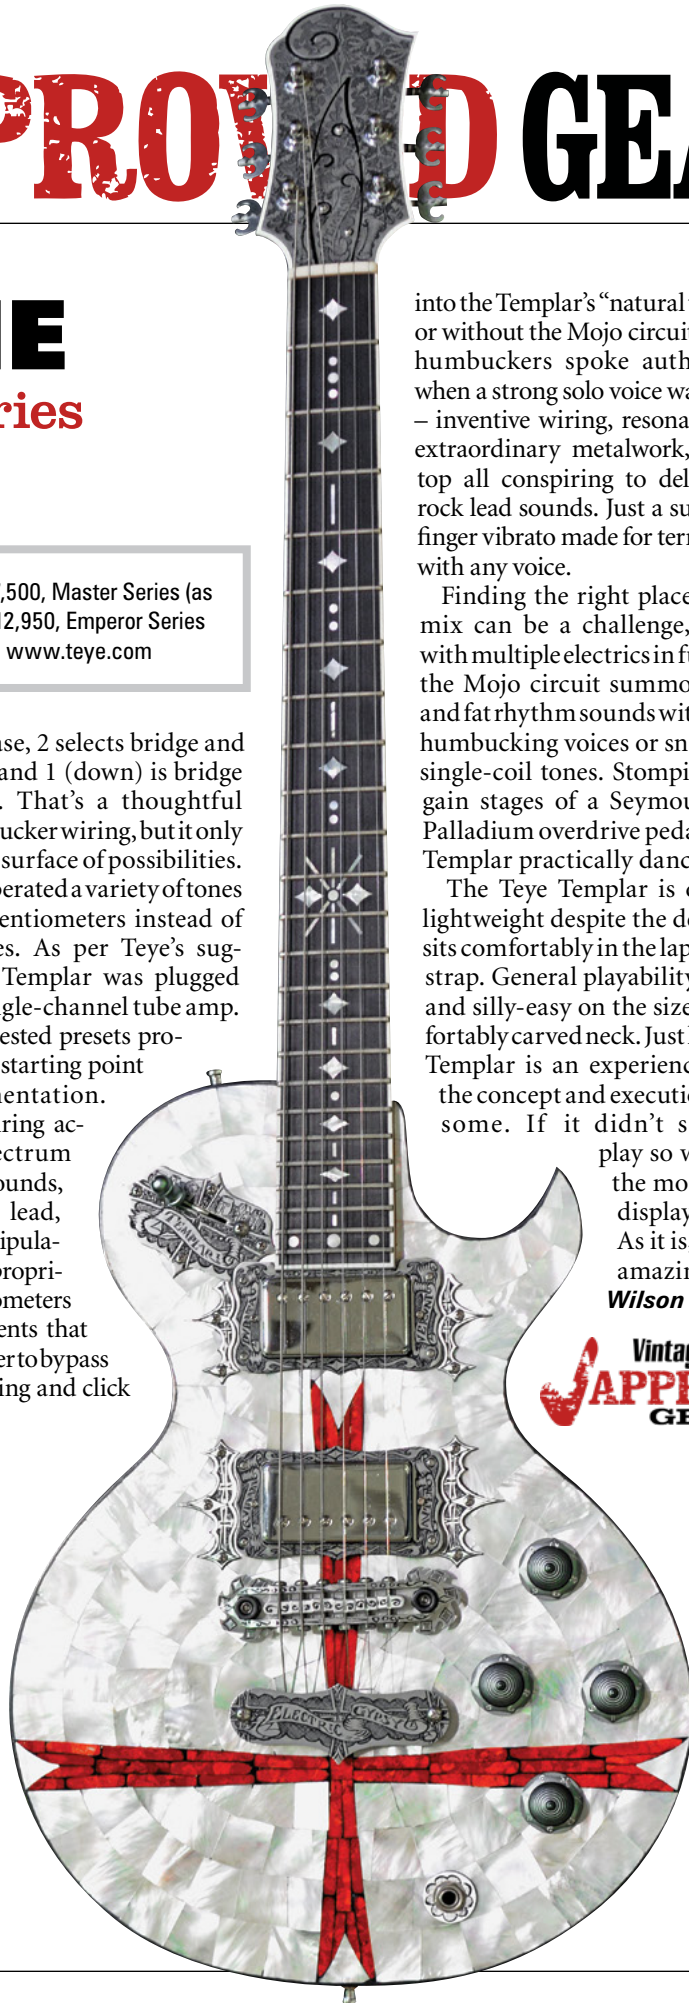 PROV D GEA
IE
ries
,500, Master Series (as
12,950, Emperor Series
www.teye.com
ase, 2 selects bridge and
and 1 (down) is bridge
. That’s a thoughtful
ucker wiring, but it only
surface of possibilities.
perated a variety of tones
entiometers instead of
es. As per Teye’s sug-
Templar was plugged
ngle-channel tube amp.
ested presets pro-
starting point
mentation.
ring ac-
ectrum
ounds,
lead,
ipula-
propri-
ometers
ents that
er to bypass
ing and click
into the Templar’s “natural
or without the Mojo circuit
humbuckers spoke auth
when a strong solo voice wa
– inventive wiring, resona
extraordinary metalwork,
top all conspiring to del
rock lead sounds. Just a su
finger vibrato made for terr
with any voice.
Finding the right place
mix can be a challenge,
with multiple electrics in fu
the Mojo circuit summo
and fat rhythm sounds wit
humbucking voices or sn
single-coil tones. Stompi
gain stages of a Seymou
Palladium overdrive peda
Templar practically danc
The Teye Templar is
lightweight despite the de
sits comfortably in the lap
strap. General playability
and silly-easy on the size
fortably carved neck. Just
Templar is an experienc
the concept and executio
some. If it didn’t s
play so w
the mo
display
As it is,
amazin
Wilson
Vintag
APPR
GE
TEMPLAR
ELECTRIC GYPSY